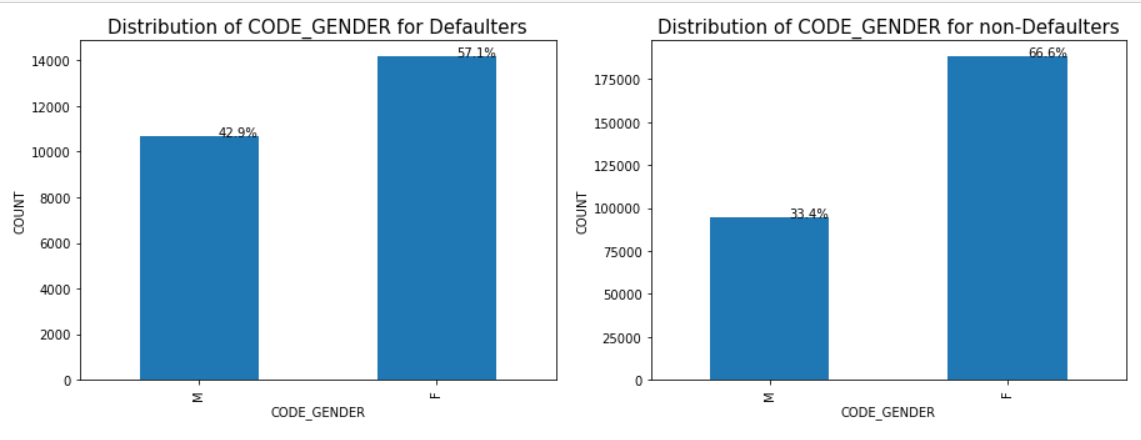 Distribution of CODE_GENDER for Defaulters
57.1%
42.9%
14000
12000
10000
8000
6000
4000
2000
0
COUNT
M
F
CODE_GENDER
Distribution of CODE_GENDER for non-Defaulters
66.6%
33.4%
175000
150000
125000
100000
75000
50000
25000
0
COUNT
M
F
CODE_GENDER